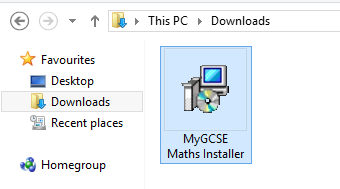 This PC ▸ Downloads
Favourites
Desktop
Downloads
Recent places
Homegroup
MyGCSE
Maths Installer